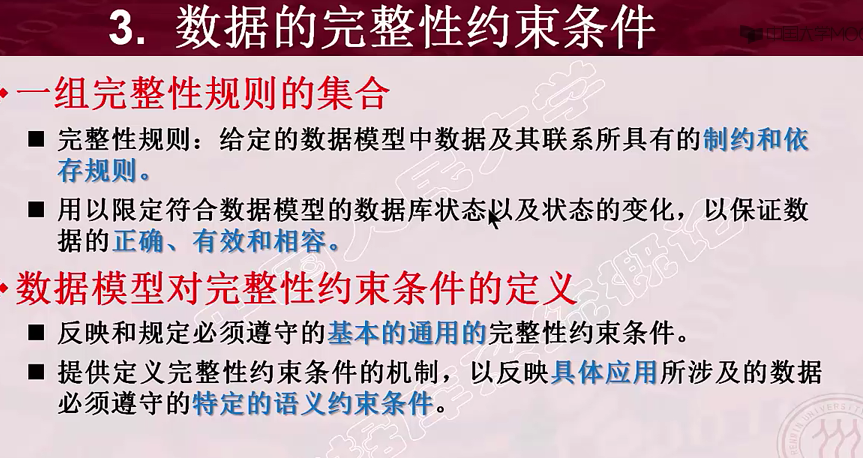 3. 数据的完整性约束条件
一组完整性规则的集合
完整性规则：给定的数据模型中数据及其联系所具有的制约和依
存规则。
用以限定符合数据模型的数据库状态以及状态的变化，以保证数
据的正确、有效和相容。
数据模型对完整性约束条件的定义
反映和规定必须遵守的基本的通用的完整性约束条件。
提供定义完整性约束条件的机制，以反映具体应用所涉及的数据
必须遵守的特定的语义约束条件。